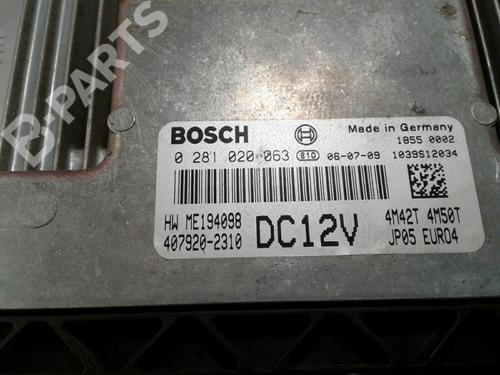 B-PARTS
BOSCH
Made in Germany
1855 0002
0 281 020 063 810 06-07-09 1039S12034
HW ME194098
407920-2310
DC12V
4M42T 4M50T
JP05 EURO4